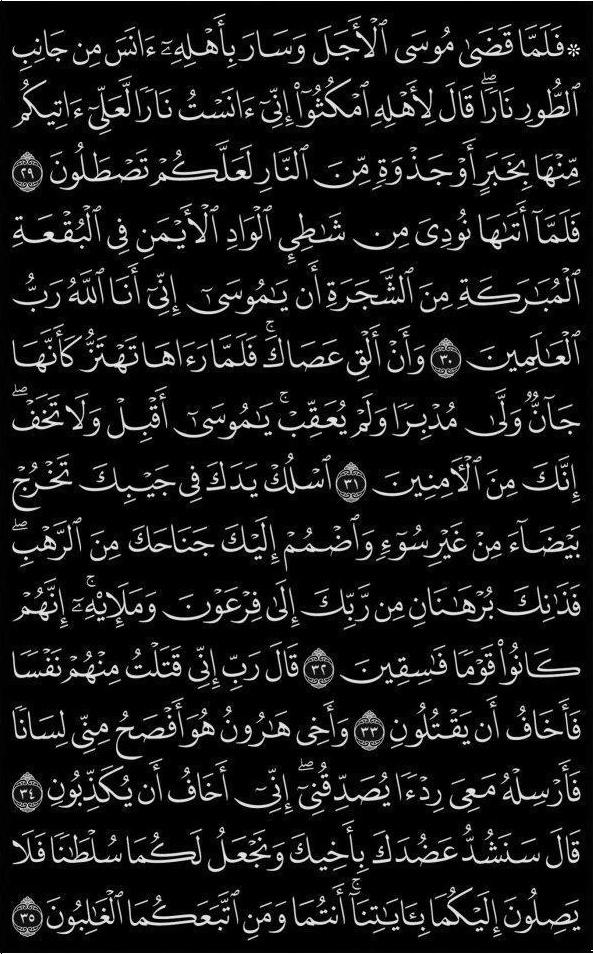 ۞ فَلَمَّا قَضَىٰ مُوسَى ٱلْأَجَلَ وَسَارَ بِأَهْلِهِۦٓ ءَانَسَ مِن جَانِبِ
ٱلطُّورِ نَارًاۖ قَالَ لِأَهْلِهِ ٱمْكُثُوٓا۟ إِنِّىٓ ءَانَسْتُ نَارًا لَّعَلِّىٓ ءَاتِيكُم
مِّنْهَا بِخَبَرٍ أَوْ جَذْوَةٍ مِّنَ ٱلنَّارِ لَعَلَّكُمْ تَصْطَلُونَ ٢٩
فَلَمَّآ أَتَىٰهَا نُودِىَ مِن شَٰطِئِ ٱلْوَادِ ٱلْأَيْمَنِ فِى ٱلْبُقْعَةِ
ٱلْمُبَٰرَكَةِ مِنَ ٱلشَّجَرَةِ أَن يَٰمُوسَىٰٓ إِنِّىٓ أَنَا ٱللَّهُ رَبُّ
ٱلْعَٰلَمِينَ ٣٠ وَأَنْ أَلْقِ عَصَاكَۚ فَلَمَّا رَءَاهَا تَهْتَزُّ كَأَنَّهَا
جَآنٌّ وَلَّىٰ مُدْبِرًا وَلَمْ يُعَقِّبْۚ يَٰمُوسَىٰٓ أَقْبِلْ وَلَا تَخَفْۖ
إِنَّكَ مِنَ ٱلْءَامِنِينَ ٣١ ٱسْلُكْ يَدَكَ فِى جَيْبِكَ تَخْرُجْ
بَيْضَآءَ مِنْ غَيْرِ سُوٓءٍ وَٱضْمُمْ إِلَيْكَ جَنَاحَكَ مِنَ ٱلرَّهْبِۖ
فَذَٰنِكَ بُرْهَٰنَانِ مِن رَّبِّكَ إِلَىٰ فِرْعَوْنَ وَمَلَإِي۟هِۦٓۚ إِنَّهُمْ
كَانُوا۟ قَوْمًا فَٰسِقِينَ ٣٢ قَالَ رَبِّ إِنِّى قَتَلْتُ مِنْهُمْ نَفْسًا
فَأَخَافُ أَن يَقْتُلُونِ ٣٣ وَأَخِى هَٰرُونُ هُوَ أَفْصَحُ مِنِّى لِسَانًا
فَأَرْسِلْهُ مَعِىَ رِدْءًا يُصَدِّقُنِىٓۖ إِنِّىٓ أَخَافُ أَن يُكَذِّبُونِ ٣٤
قَالَ سَنَشُدُّ عَضُدَكَ بِأَخِيكَ وَنَجْعَلُ لَكُمَا سُلْطَٰنًا فَلَا
يَصِلُونَ إِلَيْكُمَا بِـَٔايَٰتِنَآۚ أَنتُمَا وَمَنِ ٱتَّبَعَكُمَا ٱلْغَٰلِبُونَ ٣٥